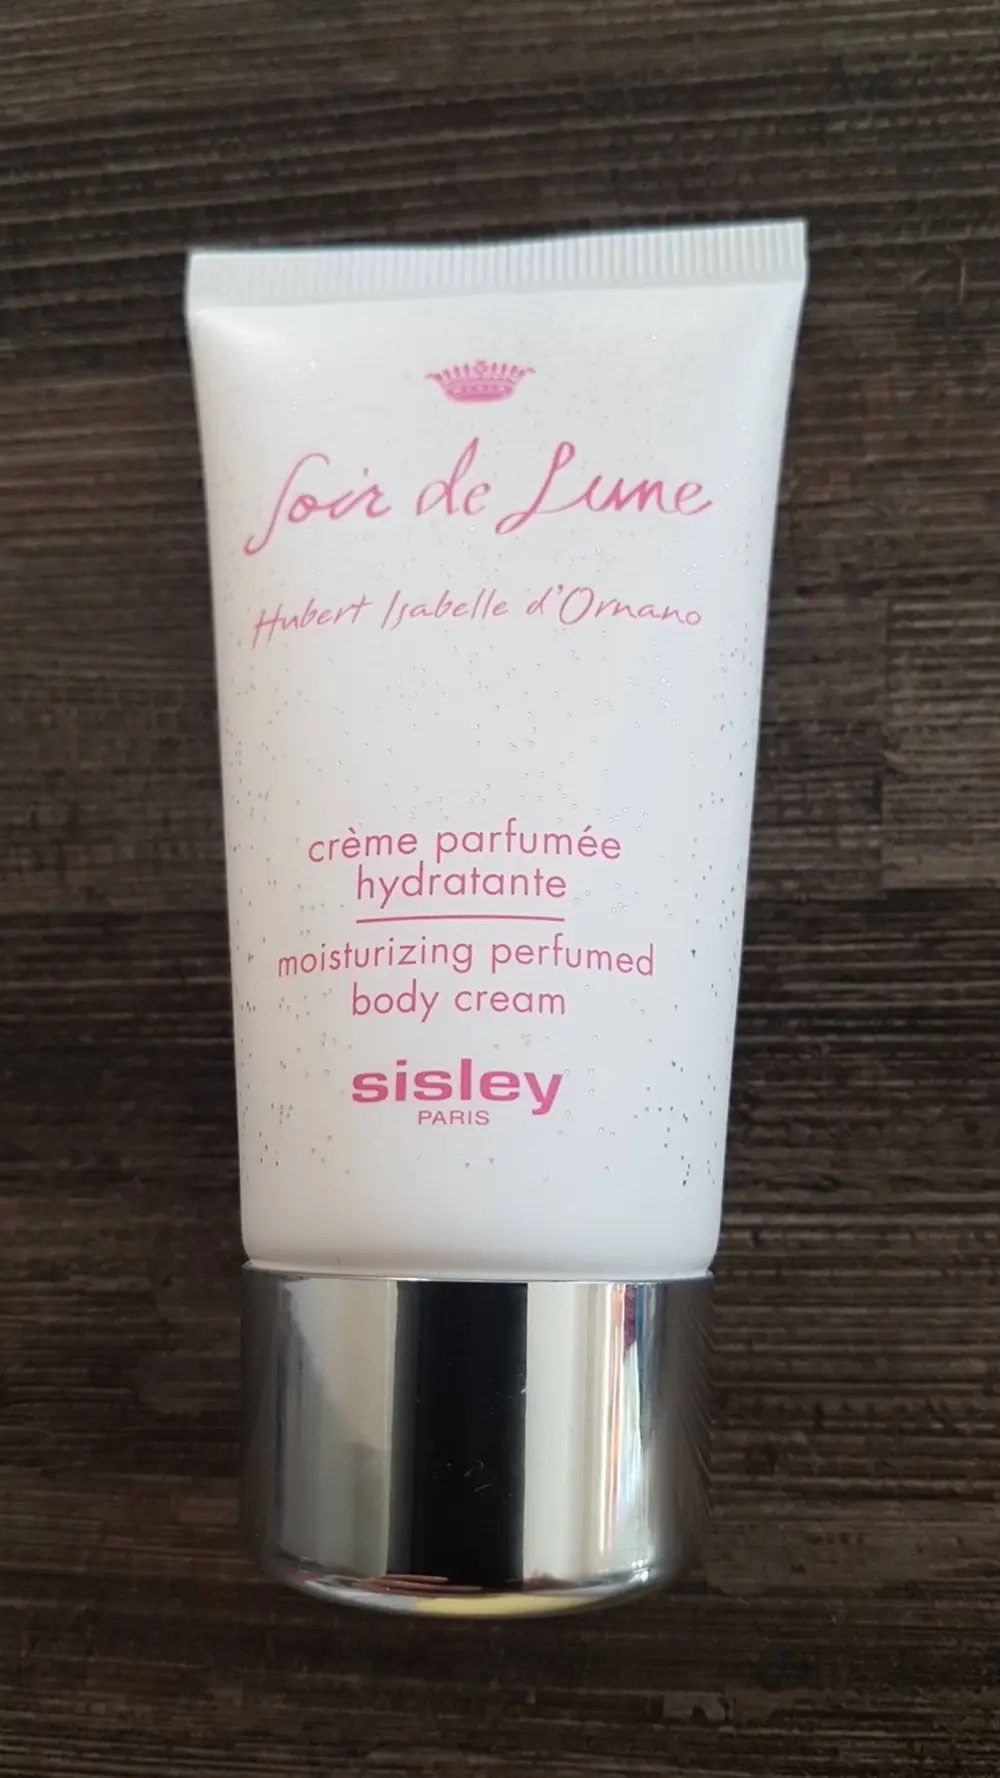 Soir de Lune
Hubert Isabelle d'Ornano
crème parfumée
hydratante
moisturizing perfumed
body cream
sisley
PARIS